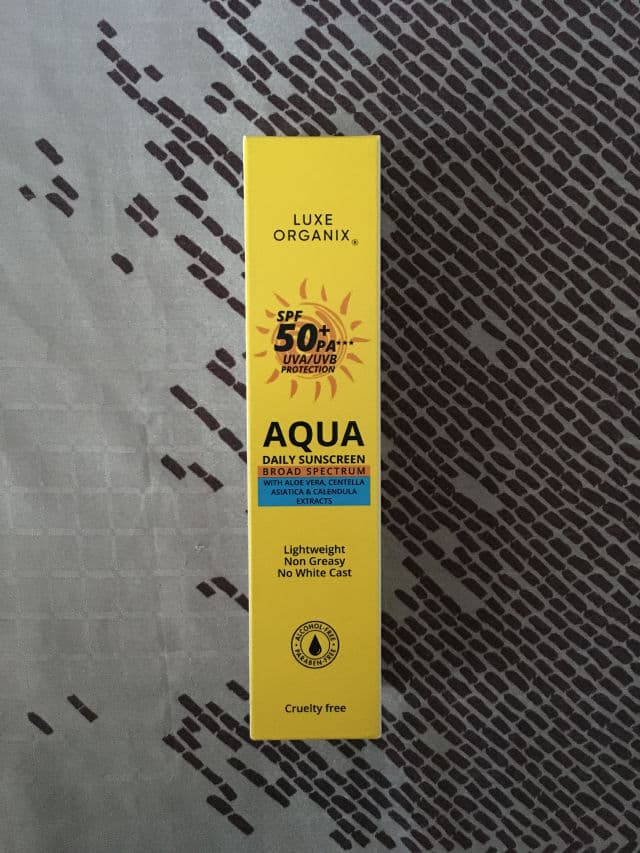 LUXE
ORGANIX®
SPF
50+
PA***
UVA/UVB
PROTECTION
AQUA
DAILY SUNSCREEN
BROAD SPECTRUM
WITH ALOE VERA, CENTELLA
ASIATICA & CALENDULA
EXTRACTS
Lightweight
Non Greasy
No White Cast
ALCOHOL-FREE
PARABEN-FREE
Cruelty free